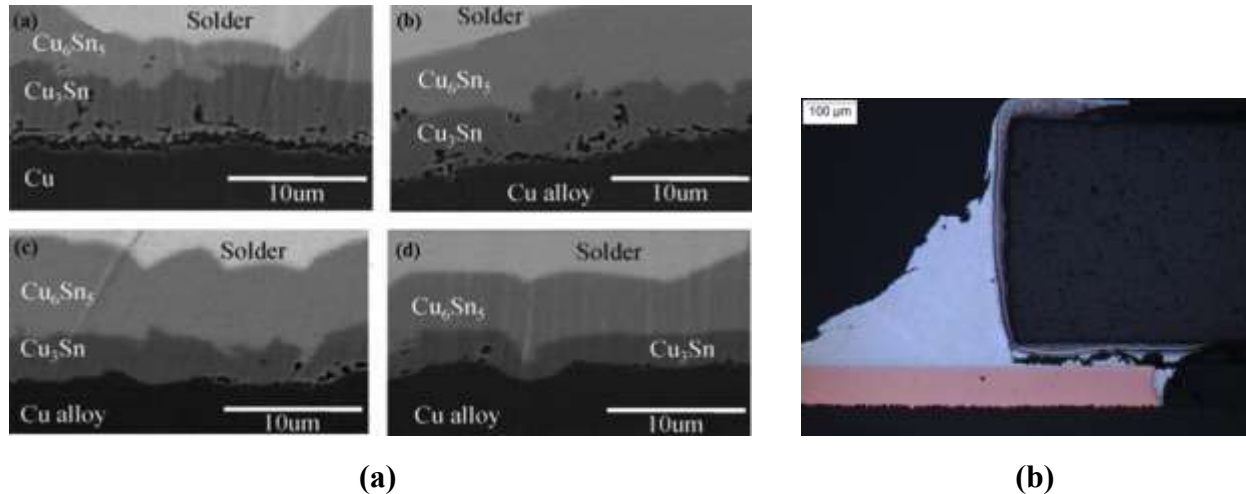 (a)
Solder
Cu₆Sn₅
Cu₃Sn
Cu
10um
(b)
Solder
Cu₆Sn₅
Cu₃Sn
Cu alloy
10um
(c)
Solder
Cu₆Sn₅
Cu₃Sn
Cu alloy
10um
(d)
Solder
Cu₆Sn₅
Cu₃Sn
Cu alloy
10um
100 µm
(a)
(b)